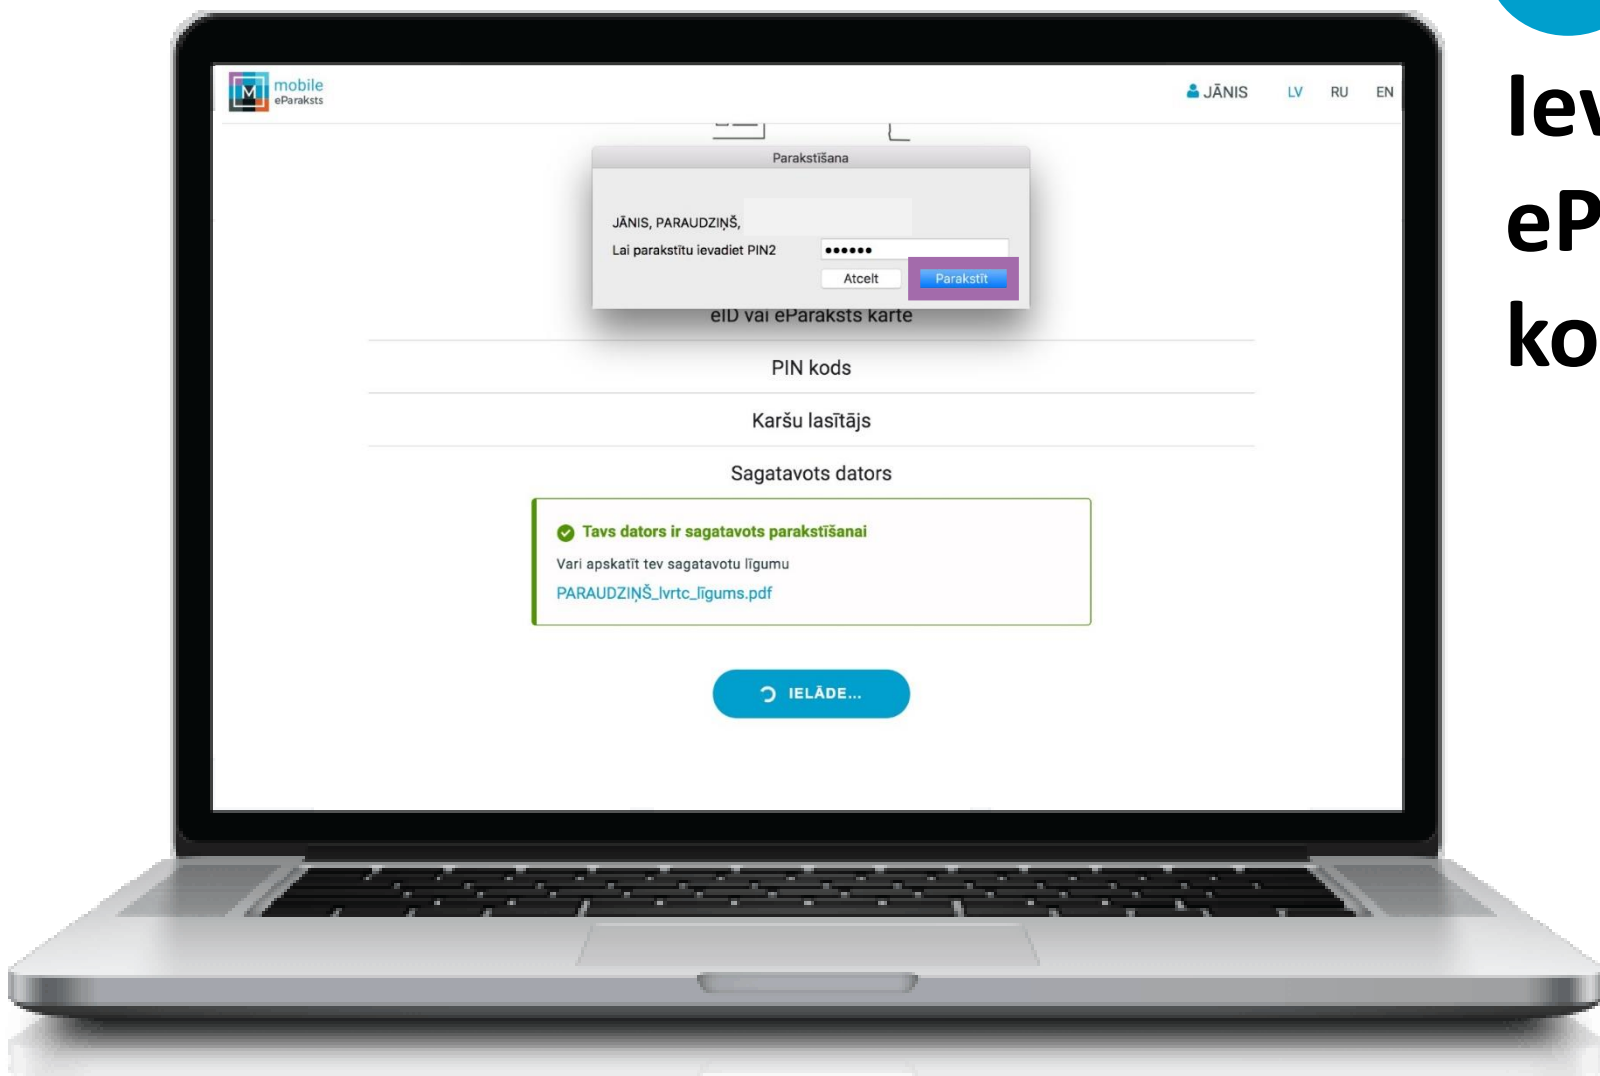 mobile
eParaksts
JĀNIS LV RU EN
Parakstīšana
JĀNIS, PARAUDZIŅŠ,
Lai parakstītu ievadiet PIN2
Atcelt Parakstīt
eID vai eParaksts karte
PIN kods
Karšu lasītājs
Sagatavots dators
Tavs dators ir sagatavots parakstīšanai
Vari apskatīt tev sagatavotu līgumu
PARAUDZIŅŠ_lvrtc_līgums.pdf
IELĀDE...
eP
ko